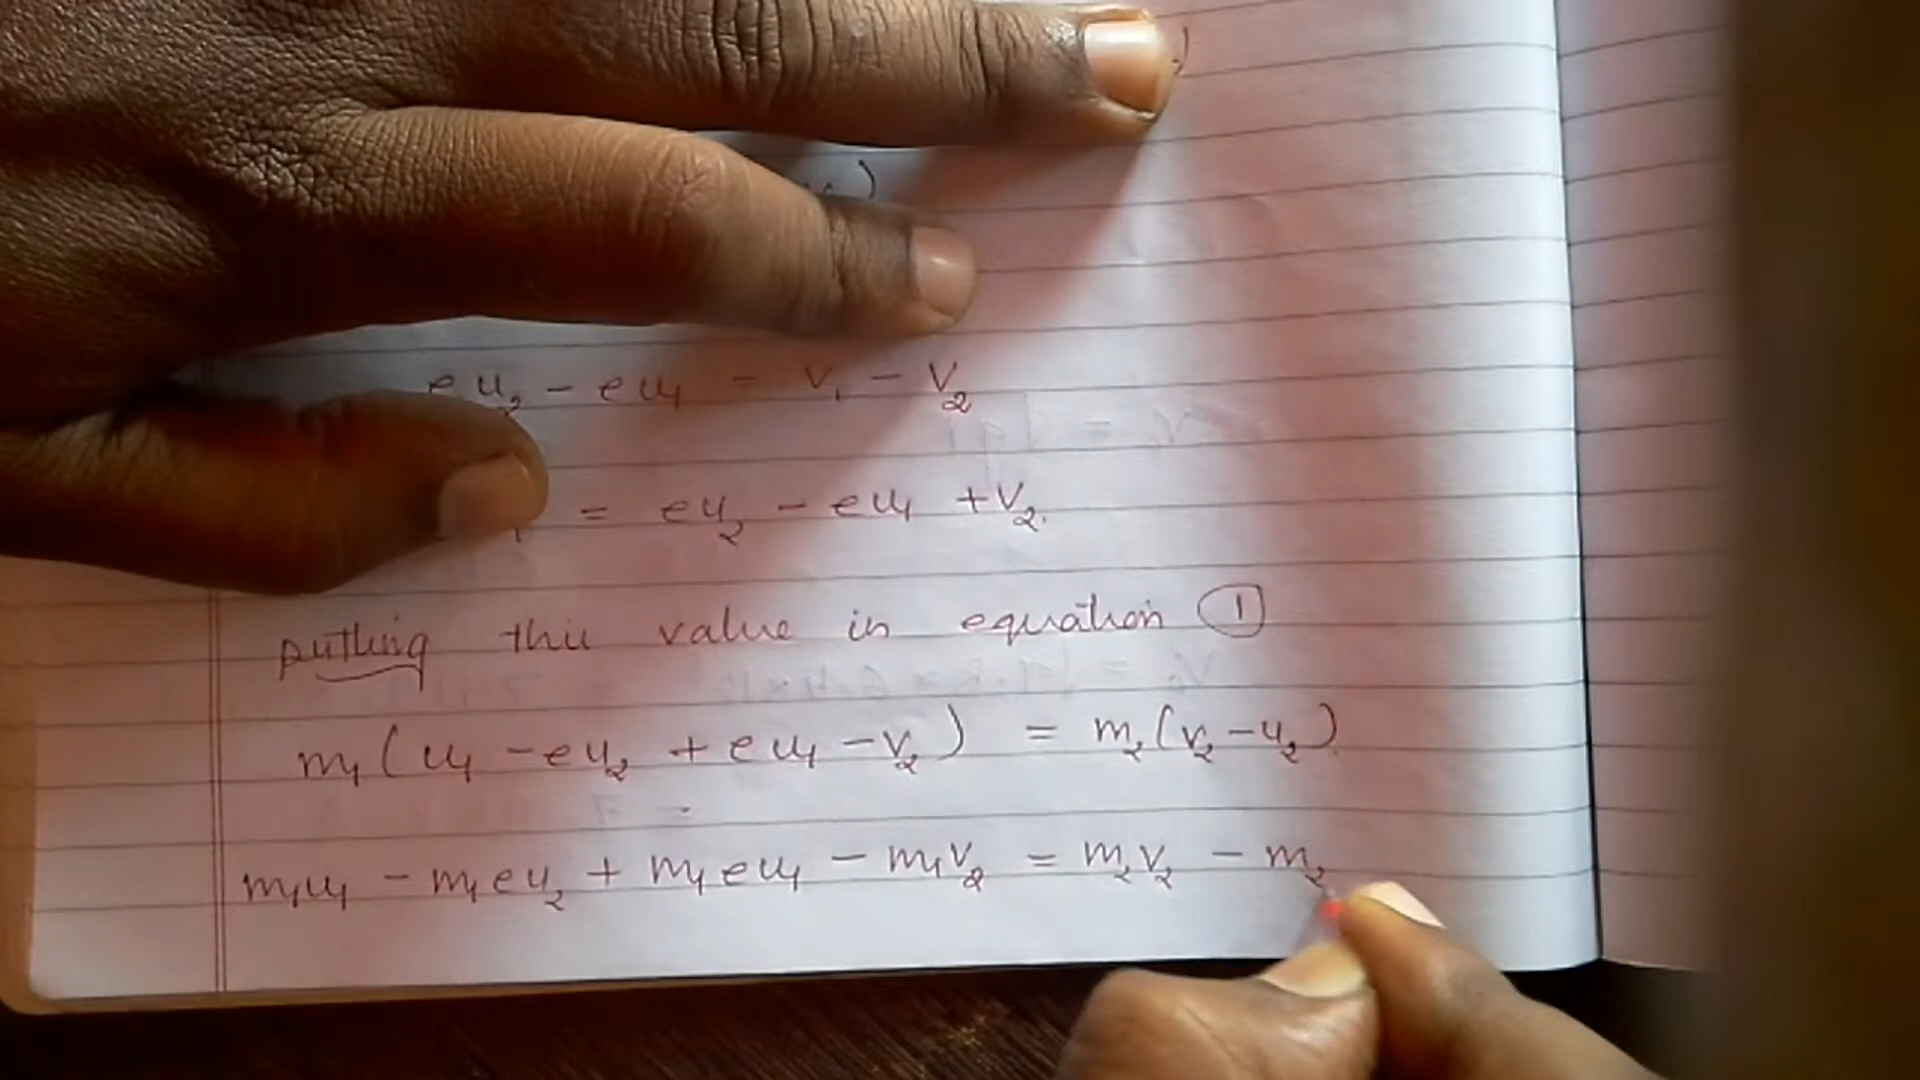 eu₂ - eu₁ = v₁ - v₂
= eu₂ - eu₁ + v₂.
putting this value in equation ①
m₁(u₁ - eu₂ + eu₁ - v₂) = m₂(v₂ - u₂)
m₁u₁ - m₁eu₂ + m₁eu₁ - m₁v₂ = m₂v₂ - m₂